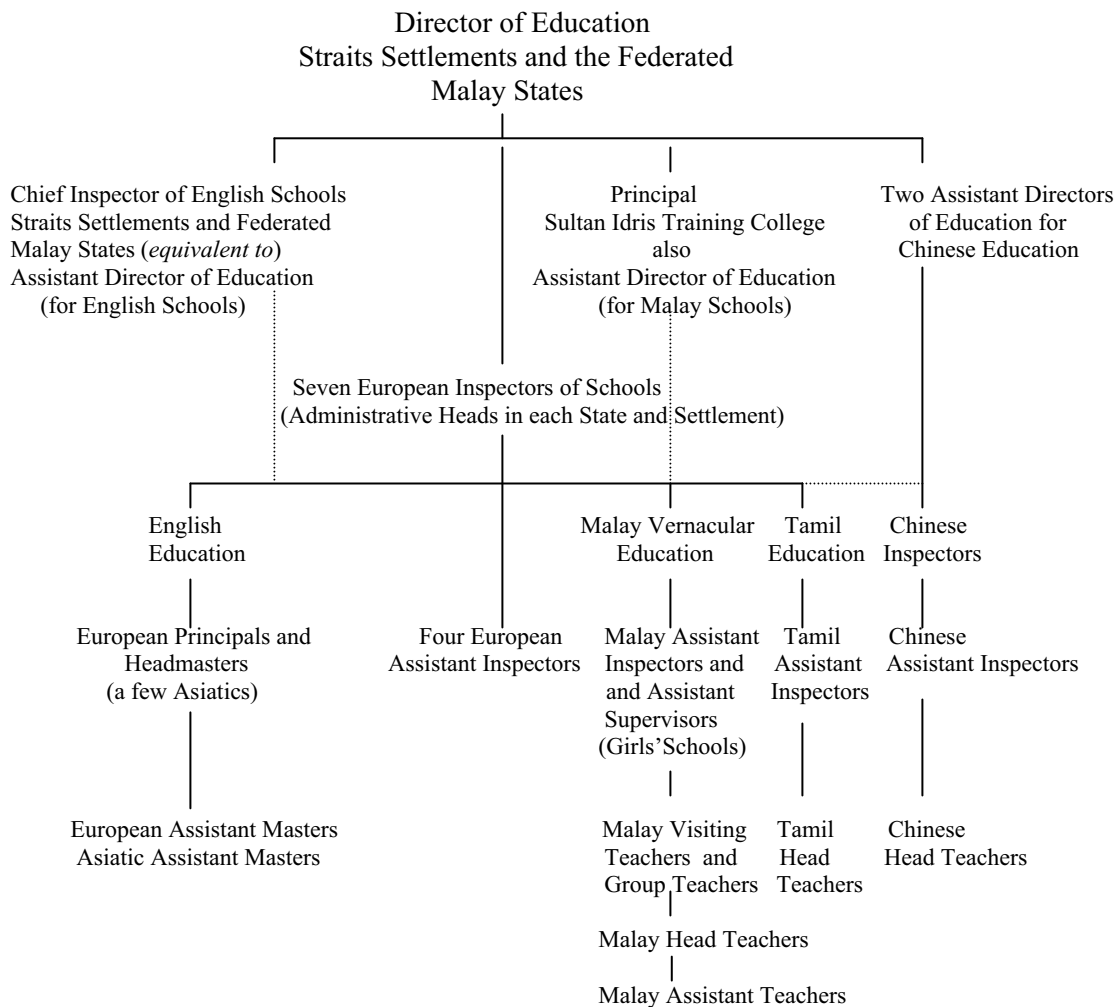 Director of Education
Straits Settlements and the Federated
Malay States
Chief Inspector of English Schools
Straits Settlements and Federated
Malay States (equivalent to)
Assistant Director of Education
(for English Schools)
Principal
Sultan Idris Training College
also
Assistant Director of Education
(for Malay Schools)
Two Assistant Directors
of Education for
Chinese Education
Seven European Inspectors of Schools
(Administrative Heads in each State and Settlement)
English
Education
Malay Vernacular
Education
Tamil
Education
Chinese
Inspectors
European Principals and
Headmasters
(a few Asiatics)
Four European
Assistant Inspectors
Malay Assistant
Inspectors and
and Assistant
Supervisors
(Girls'Schools)
Tamil
Assistant
Inspectors
Chinese
Assistant Inspectors
European Assistant Masters
Asiatic Assistant Masters
Malay Visiting
Teachers and
Group Teachers
Tamil
Head
Teachers
Chinese
Head Teachers
Malay Head Teachers
Malay Assistant Teachers